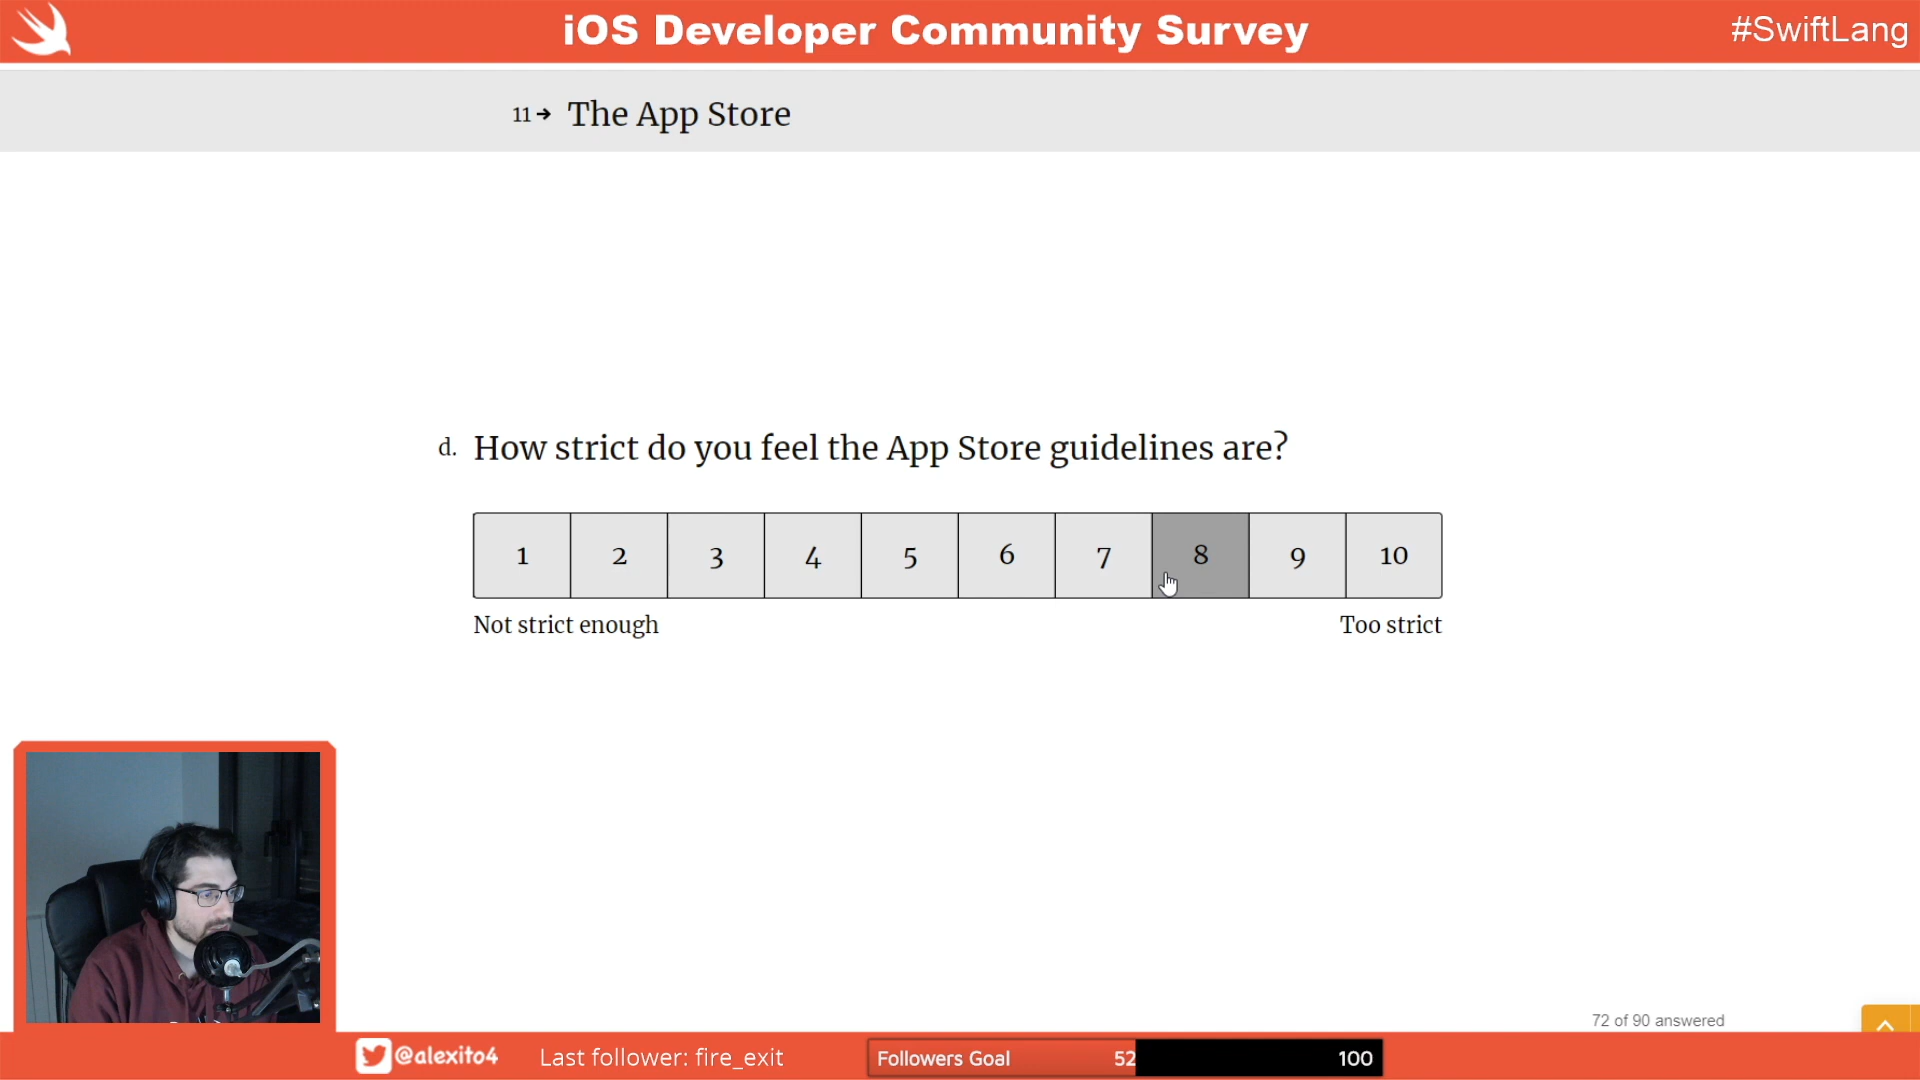 iOS Developer Community Survey
#SwiftLang
11 → The App Store
d. How strict do you feel the App Store guidelines are?
1 2 3 4 5 6 7 8 9 10
Not strict enough Too strict
72 of 90 answered
@alexito4 Last follower: fire_exit Followers Goal 52 100